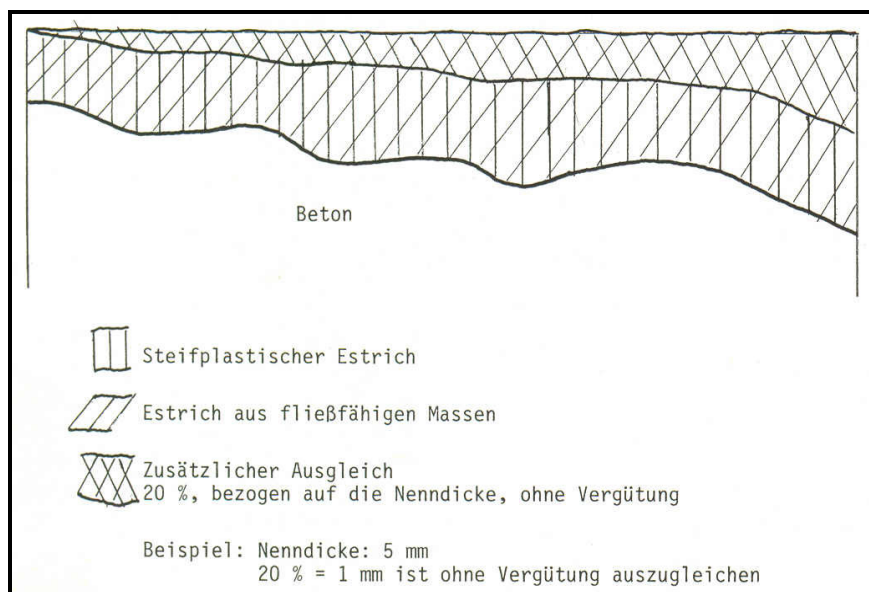 Beton
Steifplastischer Estrich
Estrich aus fließfähigen Massen
Zusätzlicher Ausgleich
20 %, bezogen auf die Nenndicke, ohne Vergütung
Beispiel: Nenndicke: 5 mm
20 % = 1 mm ist ohne Vergütung auszugleichen